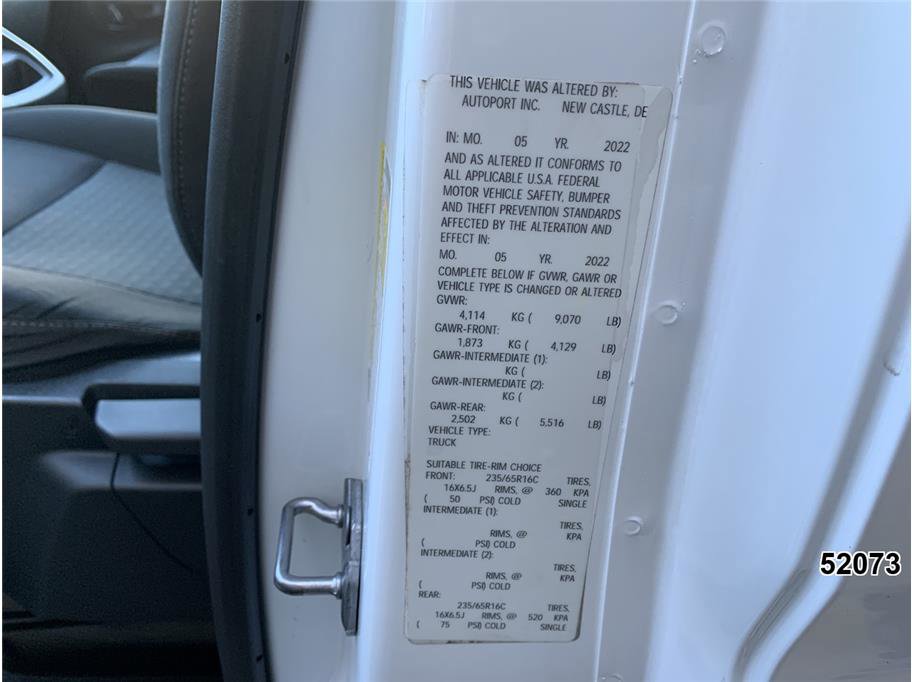 THIS VEHICLE WAS ALTERED BY:
AUTOPORT INC. NEW CASTLE, DE
IN: MO. 05 YR. 2022
AND AS ALTERED IT CONFORMS TO
ALL APPLICABLE U.S.A. FEDERAL
MOTOR VEHICLE SAFETY, BUMPER
AND THEFT PREVENTION STANDARDS
AFFECTED BY THE ALTERATION AND
EFFECT IN:
MO. 05 YR. 2022
COMPLETE BELOW IF GVWR, GAWR OR
VEHICLE TYPE IS CHANGED OR ALTERED
GVWR:
4,114 KG ( 9,070 LB)
GAWR-FRONT:
1,873 KG ( 4,129 LB)
GAWR-INTERMEDIATE (1):
KG ( LB)
GAWR-INTERMEDIATE (2):
KG ( LB)
GAWR-REAR:
2,502 KG ( 5,516 LB)
VEHICLE TYPE:
TRUCK
SUITABLE TIRE-RIM CHOICE
FRONT: 235/65R16C TIRES,
16X6.5J RIMS, @ 360 KPA
( 50 PSI) COLD SINGLE
INTERMEDIATE (1):
TIRES,
RIMS, @ KPA
( PSI) COLD
INTERMEDIATE (2):
TIRES,
RIMS, @ KPA
( PSI) COLD
REAR:
235/65R16C TIRES,
16X6.5J RIMS, @ 520 KPA
( 75 PSI) COLD SINGLE
52073